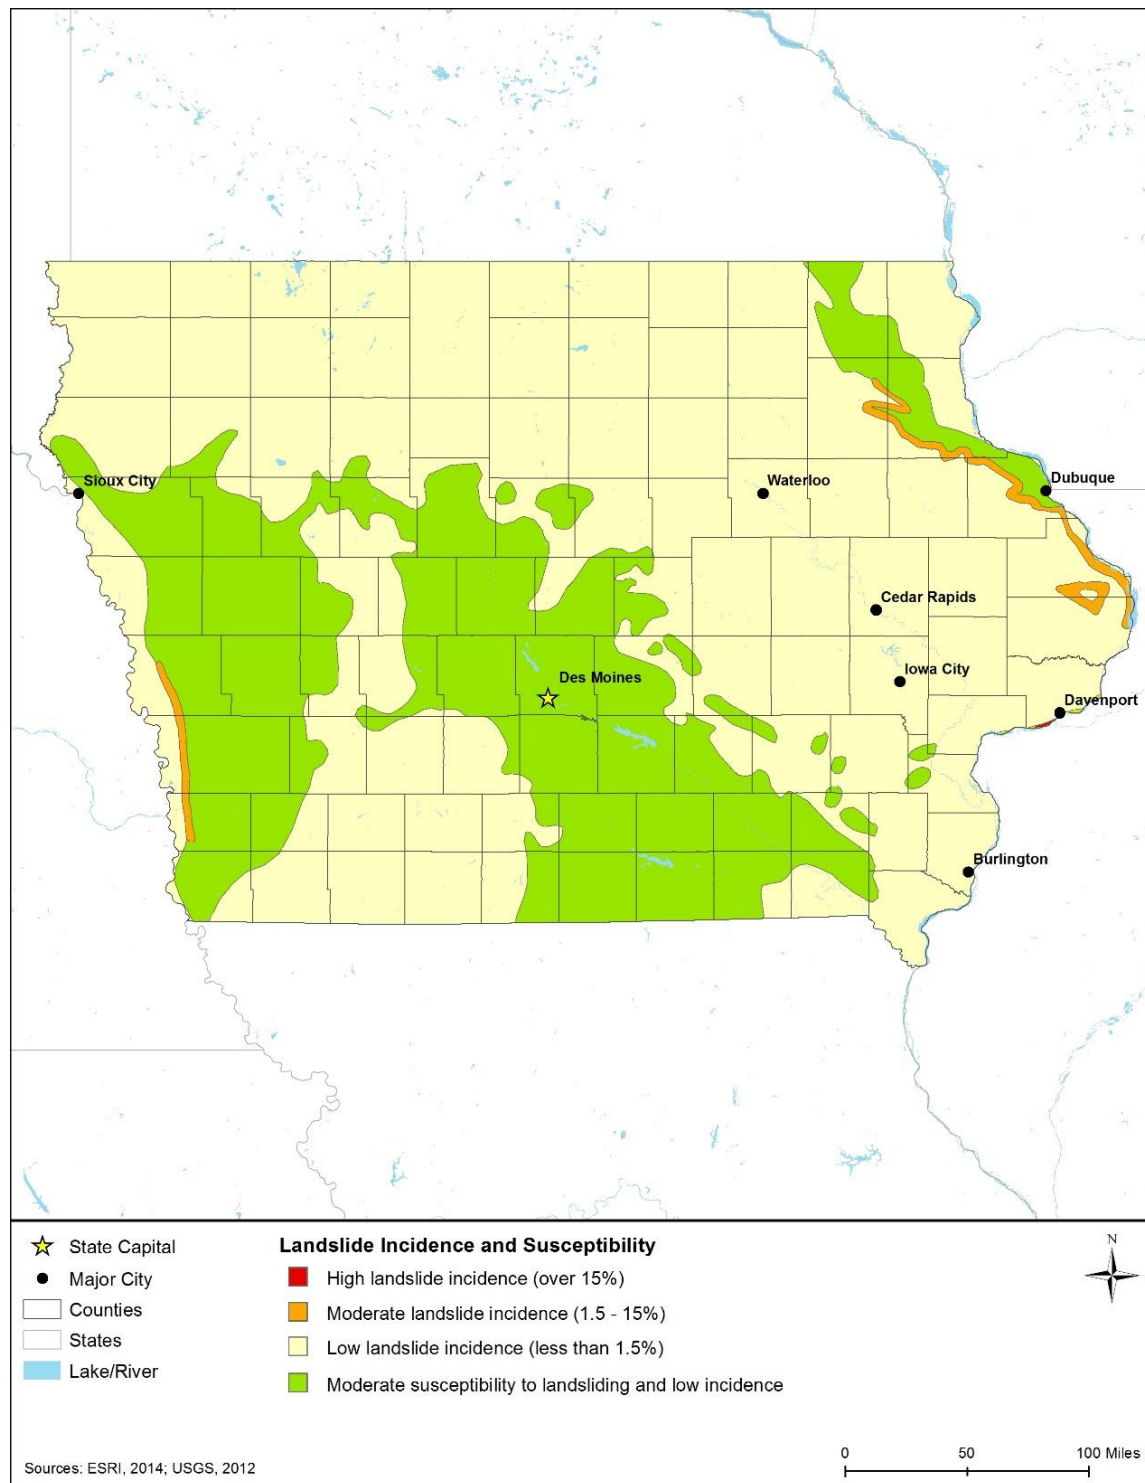 Sioux City
Waterloo
Dubuque
Cedar Rapids
Iowa City
Des Moines
Davenport
Burlington
State Capital
Major City
Counties
States
Lake/River
Landslide Incidence and Susceptibility
High landslide incidence (over 15%)
Moderate landslide incidence (1.5 - 15%)
Low landslide incidence (less than 1.5%)
Moderate susceptibility to landsliding and low incidence
N
0 50 100 Miles
Sources: ESRI, 2014; USGS, 2012